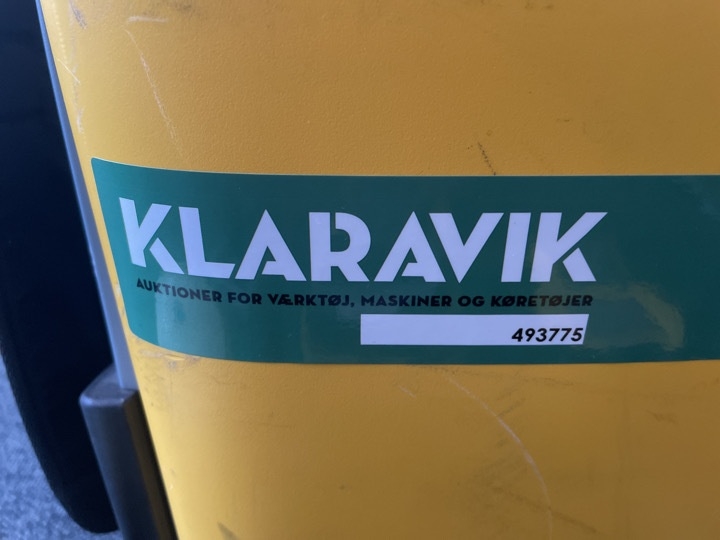 KLARAVIK
AUKTIONER FOR VÆRKTØJ, MASKINER OG KØRETØJER
493775